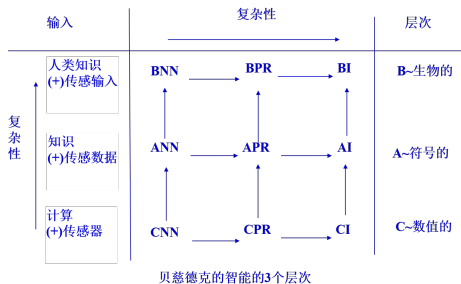 输入 复杂性 层次
人类知识 BNN BPR BI B~生物的
(+)传感输入
复杂性
知识 ANN APR AI A~符号的
(+)传感数据
计算 CNN CPR CI C~数值的
(+)传感器
贝慈德克的智能的3个层次